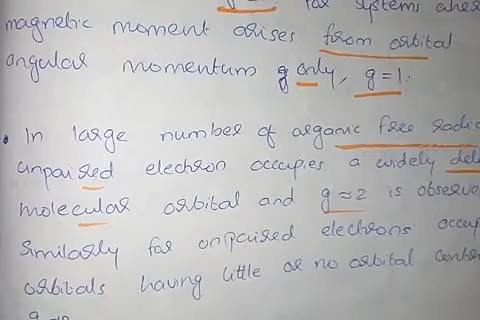 for systems where
magnetic moment arises from orbital
angular momentum only, g=1.
• In large number of organic free radic
unpaired electron occupies a widely del
molecular orbital and g≈2 is observe
Similarly for unpaired electrons occup
orbitals having little or no orbital contr